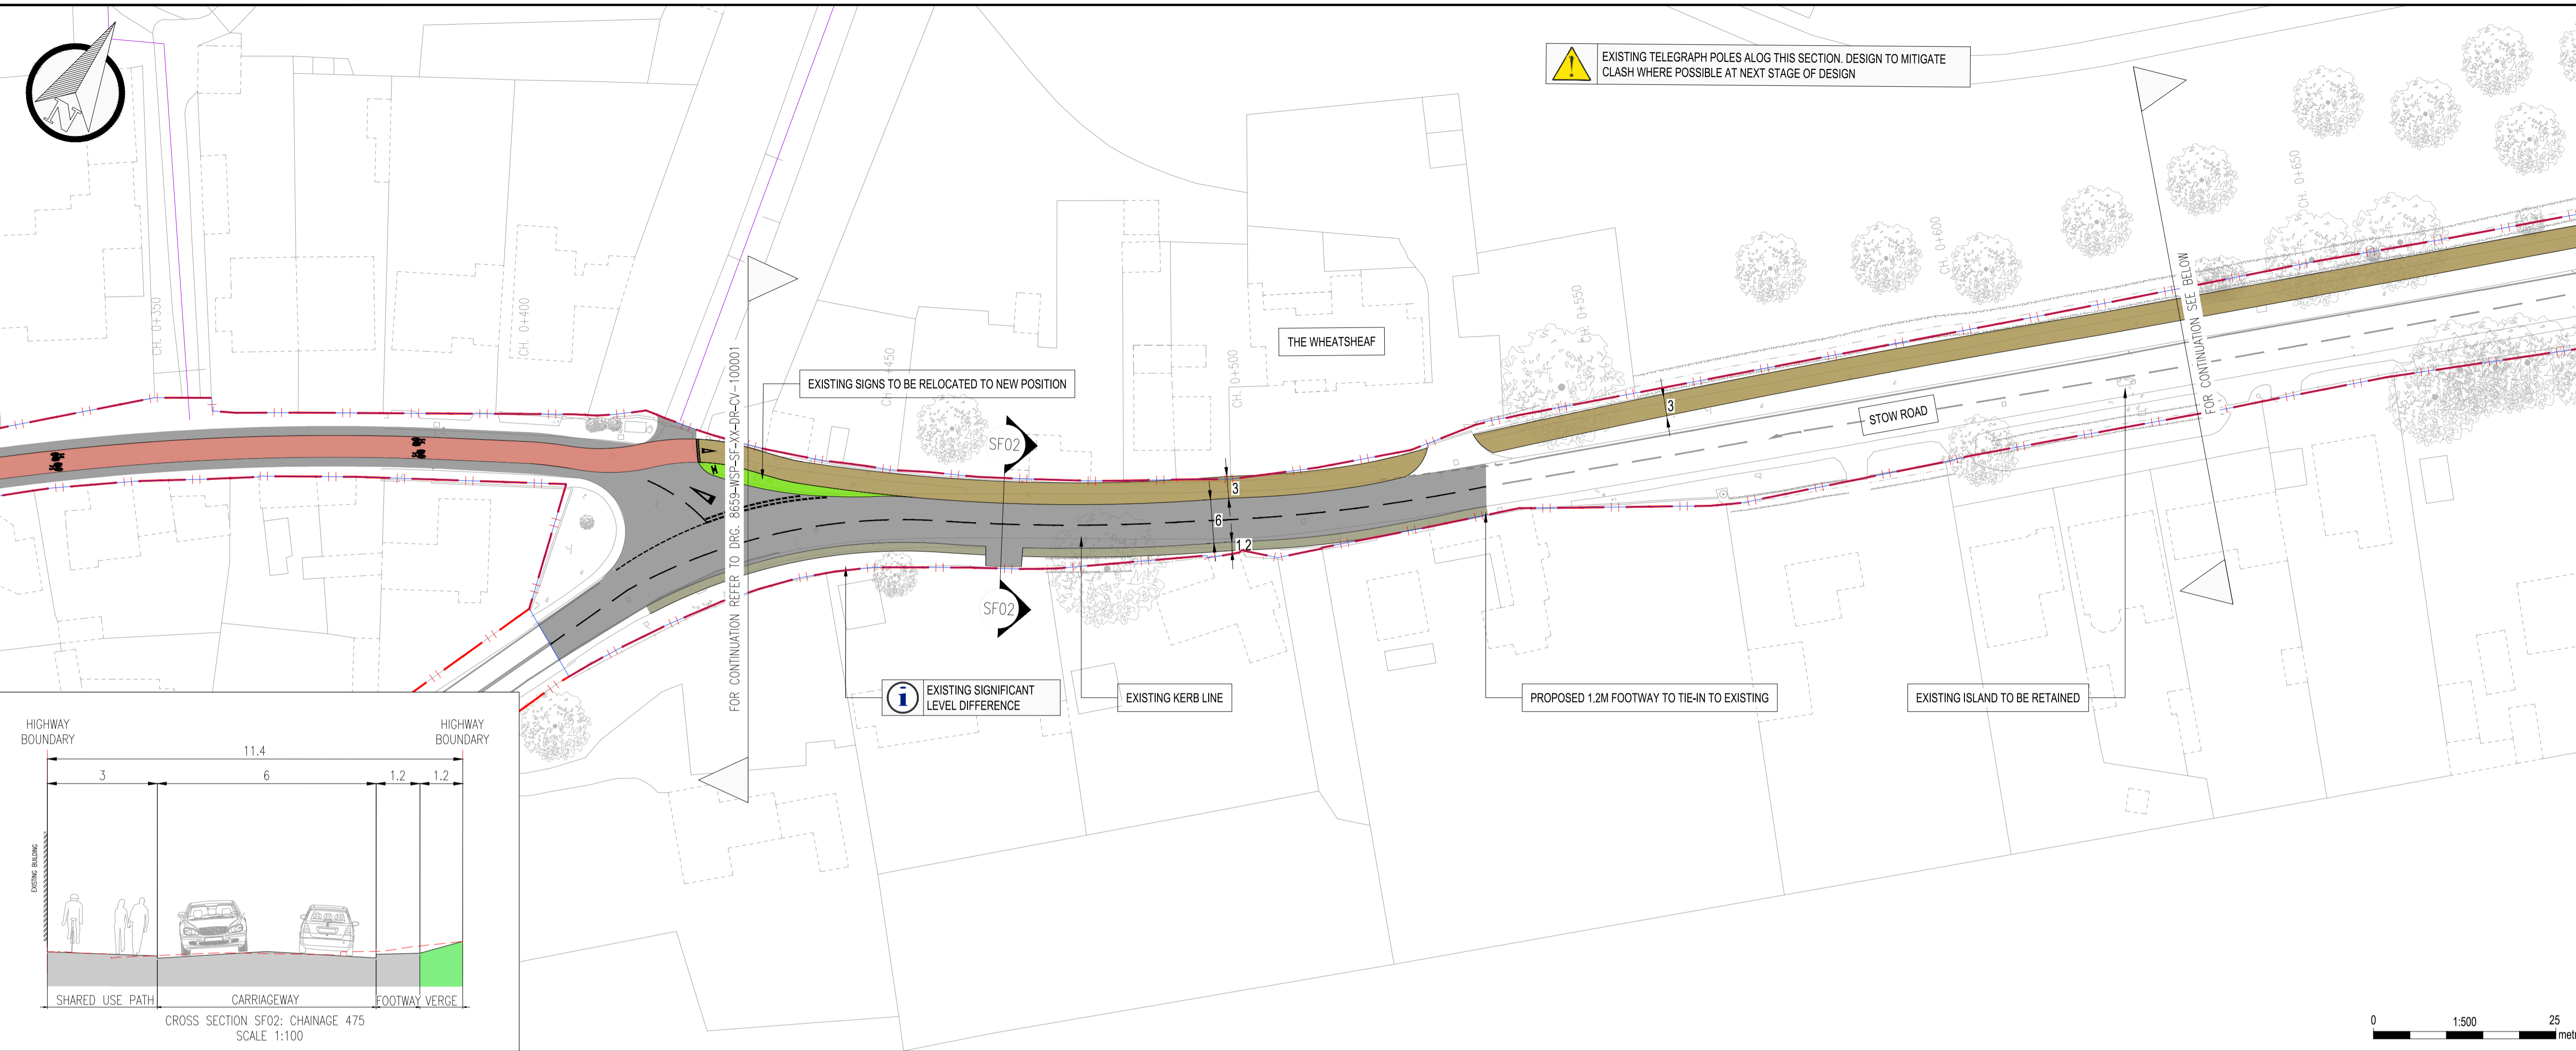 N
EXISTING TELEGRAPH POLES ALOG THIS SECTION. DESIGN TO MITIGATE
CLASH WHERE POSSIBLE AT NEXT STAGE OF DESIGN
CH. 0+350
CH. 0+400
CH. 0+450
CH. 0+500
CH. 0+550
CH. 0+600
CH. 0+650
THE WHEATSHEAF
EXISTING SIGNS TO BE RELOCATED TO NEW POSITION
FOR CONTINUATION REFER TO DRG. 8659-WSP-SF-XX-DR-CV-100001
FOR CONTINUATION SEE BELOW
STOW ROAD
SF02
SF02
3
6
1.2
3
EXISTING SIGNIFICANT
LEVEL DIFFERENCE
EXISTING KERB LINE
PROPOSED 1.2M FOOTWAY TO TIE-IN TO EXISTING
EXISTING ISLAND TO BE RETAINED
HIGHWAY
BOUNDARY
HIGHWAY
BOUNDARY
11.4
3 6 1.2 1.2
EXISTING BUILDING
SHARED USE PATH CARRIAGEWAY FOOTWAY VERGE
CROSS SECTION SF02: CHAINAGE 475
SCALE 1:100
0 1:500 25